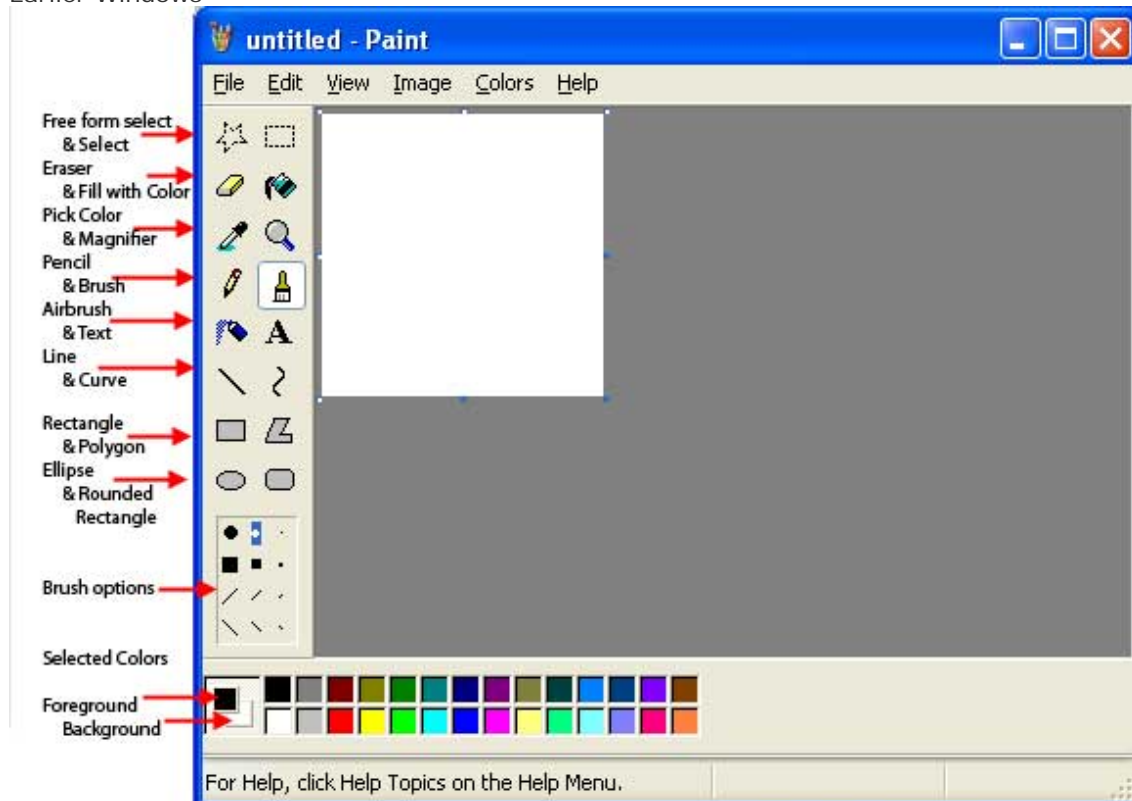 Earlier Windows
untitled - Paint
File Edit View Image Colors Help
Free form select
& Select
Eraser
& Fill with Color
Pick Color
& Magnifier
Pencil
& Brush
Airbrush
& Text
A
Line
& Curve
Rectangle
& Polygon
Ellipse
& Rounded
Rectangle
Brush options
Selected Colors
Foreground
Background
For Help, click Help Topics on the Help Menu.